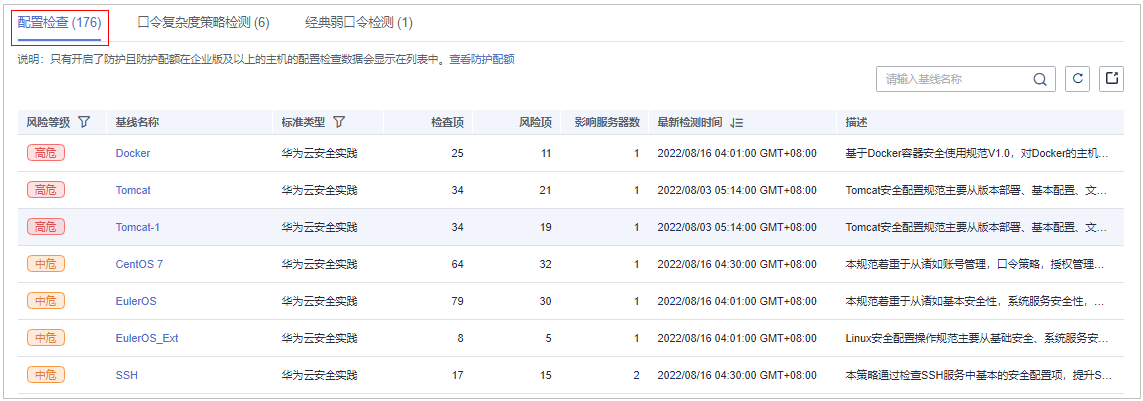 配置检查 (176) 口令复杂度策略检测 (6) 经典弱口令检测 (1)
说明：只有开启了防护且防护配额在企业版及以上的主机的配置检查数据会显示在列表中。查看防护配额
请输入基线名称
风险等级 基线名称 标准类型 检查项 风险项 影响服务器数 最新检测时间 描述
高危 Docker 华为云安全实践 25 11 1 2022/08/16 04:01:00 GMT+08:00 基于Docker容器安全使用规范V1.0，对Docker的主机...
高危 Tomcat 华为云安全实践 34 21 1 2022/08/03 05:14:00 GMT+08:00 Tomcat安全配置规范主要从版本部署、基本配置、文...
高危 Tomcat-1 华为云安全实践 34 19 1 2022/08/03 05:14:00 GMT+08:00 Tomcat安全配置规范主要从版本部署、基本配置、文...
中危 CentOS 7 华为云安全实践 64 32 1 2022/08/16 04:30:00 GMT+08:00 本规范着重于从诸如账号管理，口令策略，授权管理...
中危 EulerOS 华为云安全实践 79 30 1 2022/08/16 04:01:00 GMT+08:00 本规范着重于从诸如基本安全性，系统服务安全性，...
中危 EulerOS_Ext 华为云安全实践 8 5 1 2022/08/16 04:01:00 GMT+08:00 Linux安全配置操作规范主要从基础安全、系统服务安...
中危 SSH 华为云安全实践 17 15 2 2022/08/16 04:30:00 GMT+08:00 本策略通过检查SSH服务中基本的安全配置项，提升S...